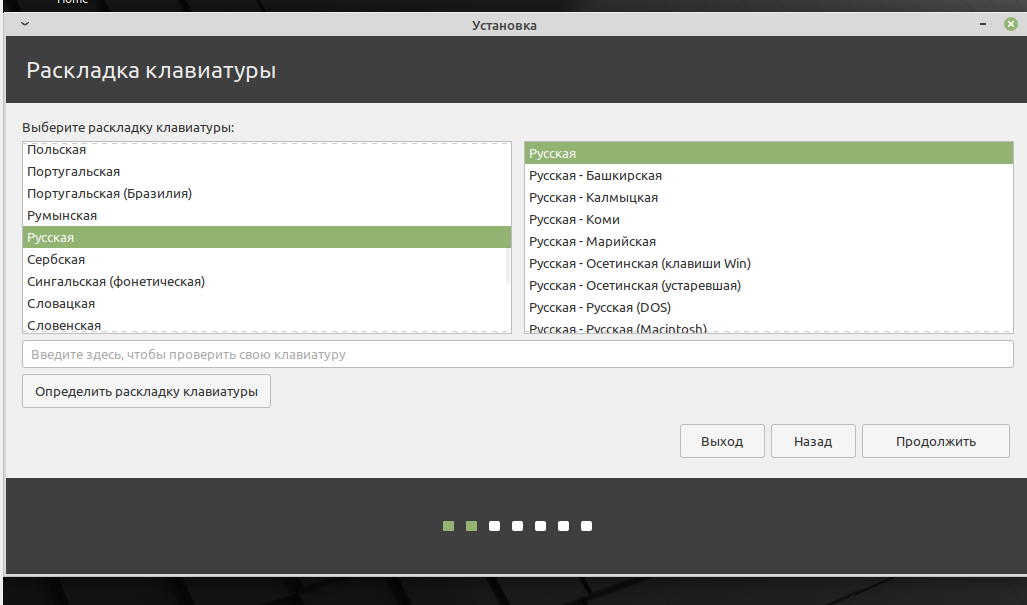 Home
Установка
Раскладка клавиатуры
Выберите раскладку клавиатуры:
Польская
Португальская
Португальская (Бразилия)
Румынская
Русская
Сербская
Сингальская (фонетическая)
Словацкая
Словенская
Русская
Русская - Башкирская
Русская - Калмыцкая
Русская - Коми
Русская - Марийская
Русская - Осетинская (клавиши Win)
Русская - Осетинская (устаревшая)
Русская - Русская (DOS)
Русская - Русская (Macintosh)
Введите здесь, чтобы проверить свою клавиатуру
Определить раскладку клавиатуры
Выход
Назад
Продолжить